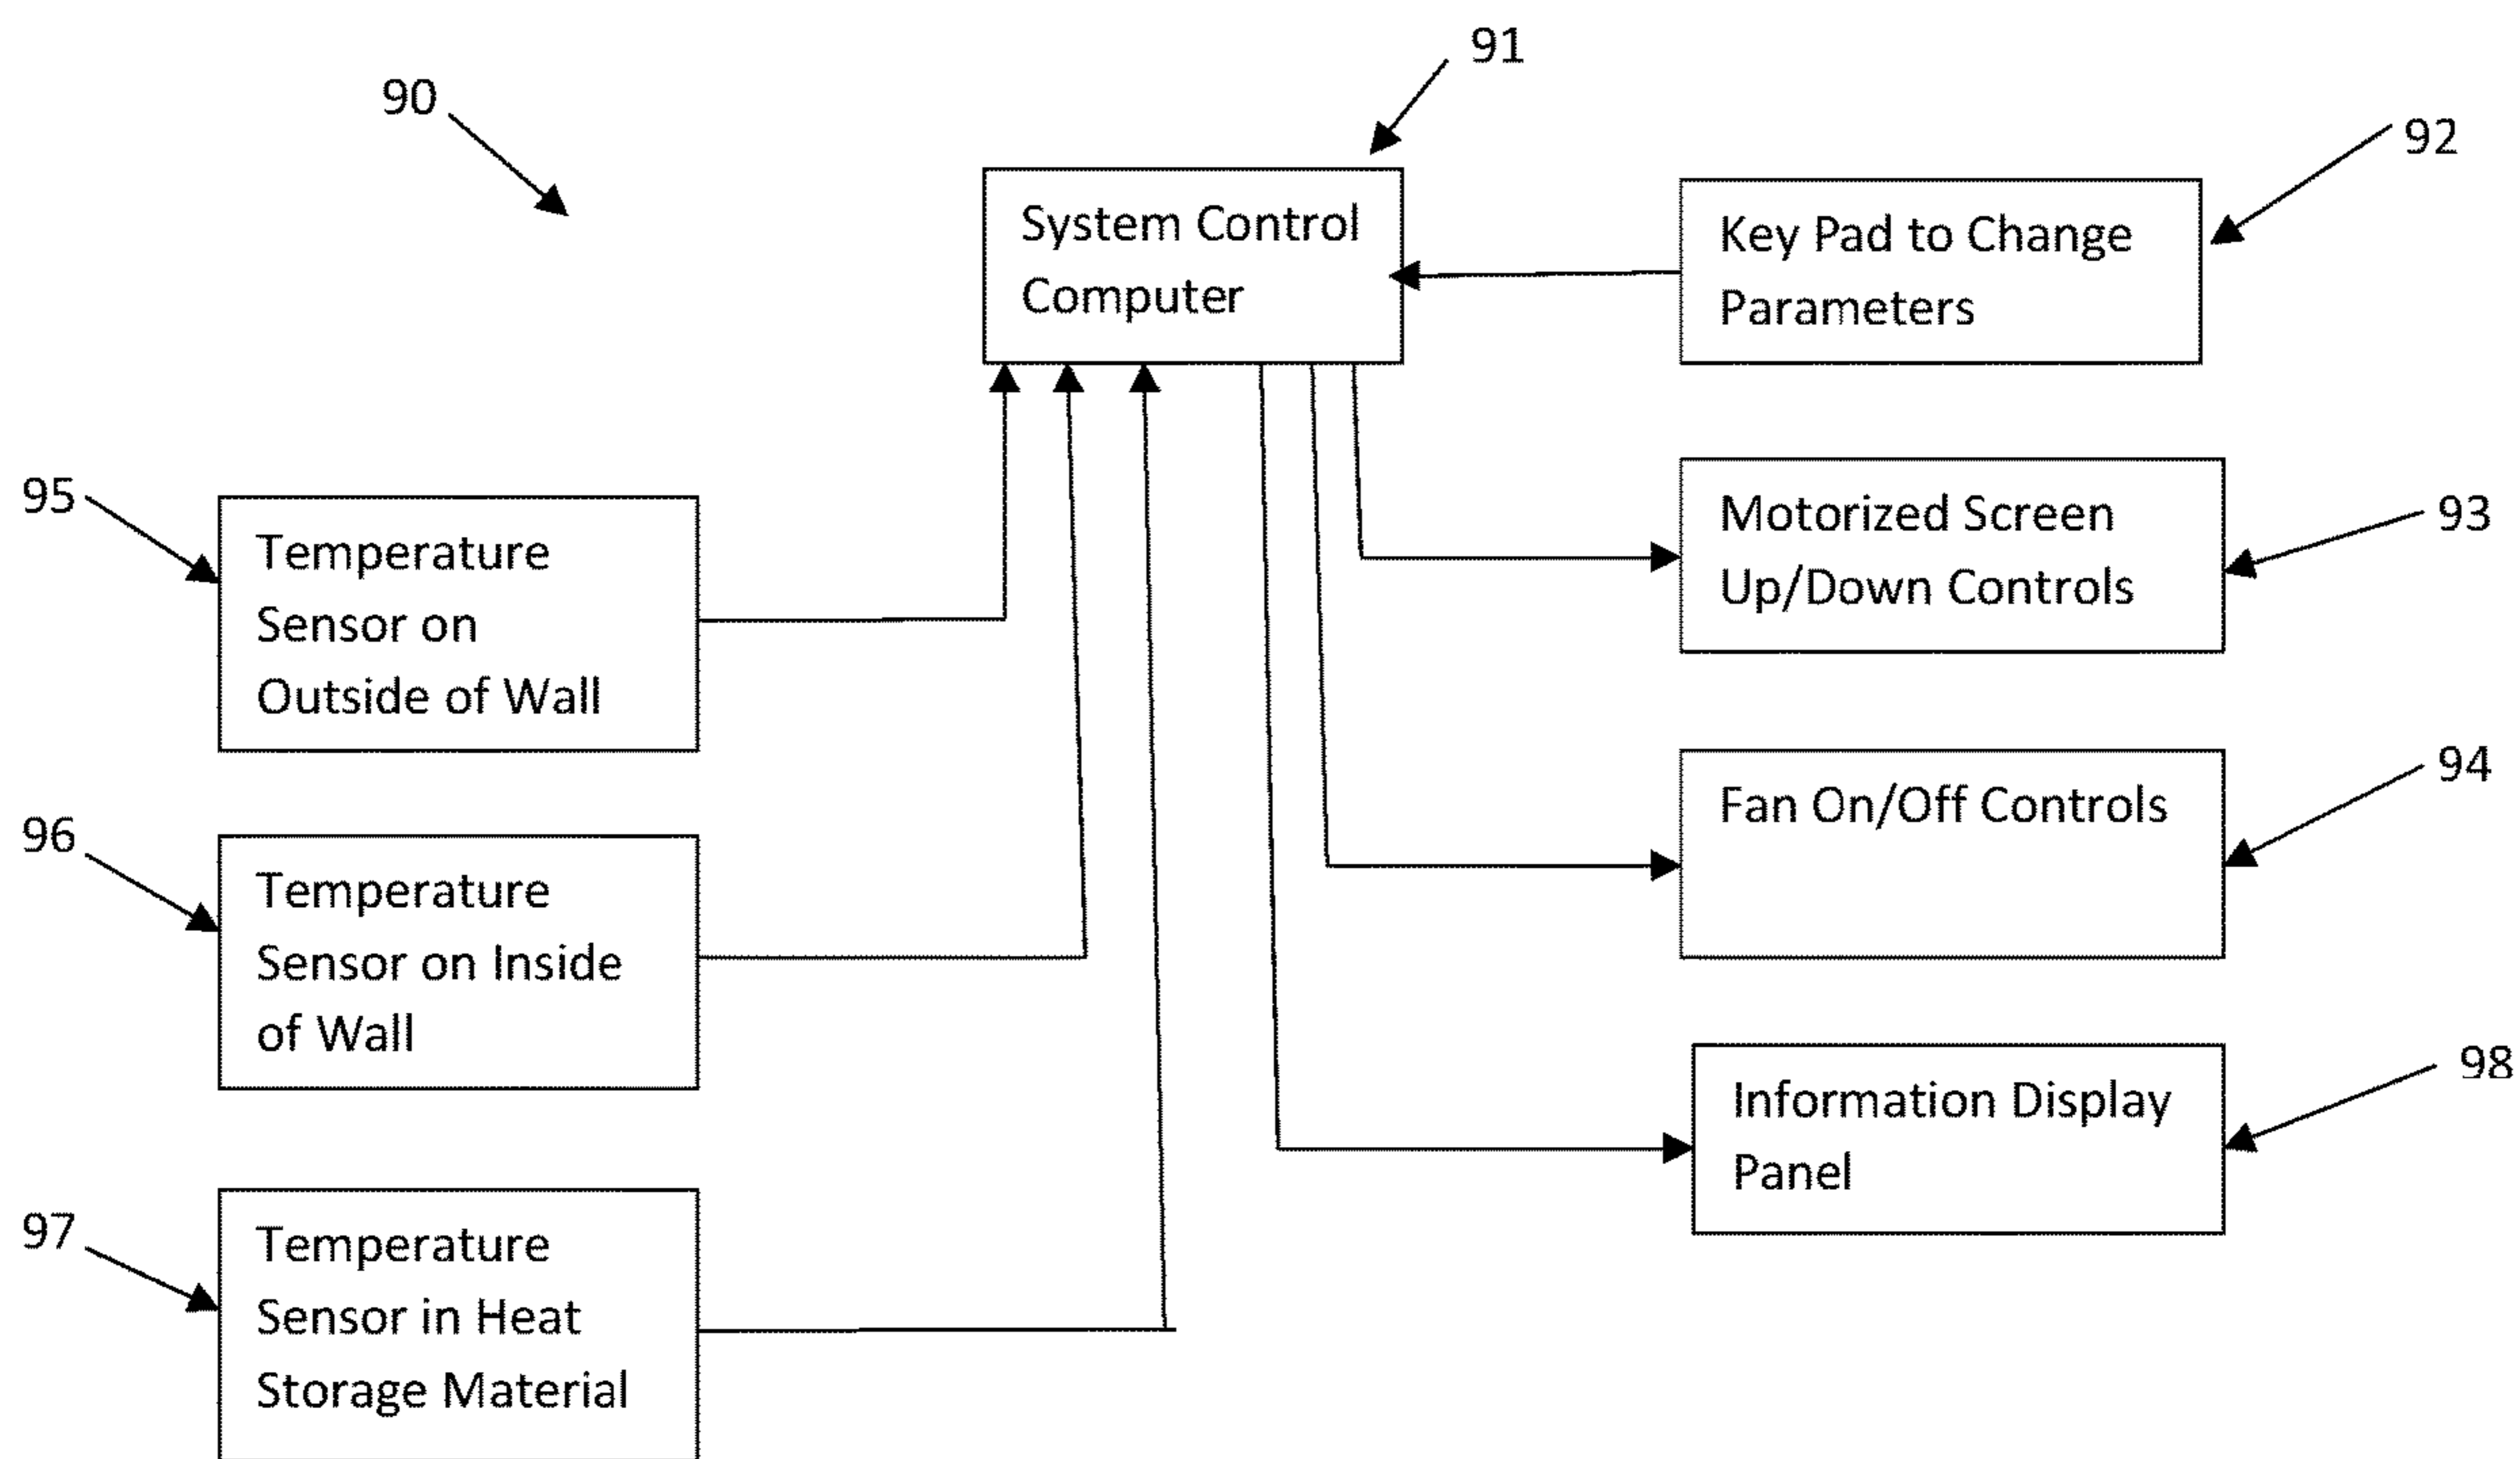 91
90
92
System Control
Computer
Key Pad to Change
Parameters
95
Temperature
Sensor on
Outside of Wall
Motorized Screen
Up/Down Controls
93
96
Temperature
Sensor on Inside
of Wall
Fan On/Off Controls
94
97
Temperature
Sensor in Heat
Storage Material
Information Display
Panel
98